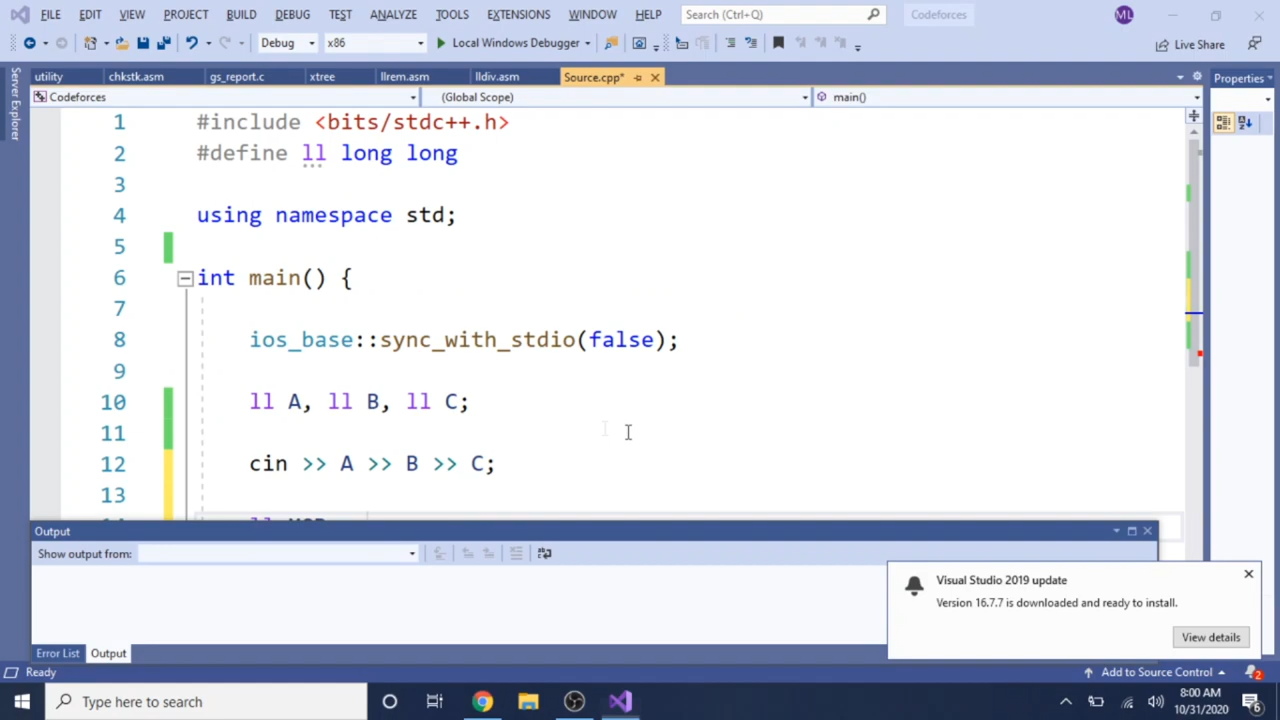 FILE EDIT VIEW PROJECT BUILD DEBUG TEST ANALYZE TOOLS EXTENSIONS WINDOW HELP Search (Ctrl+Q) Codeforces ML
Debug x86 Local Windows Debugger Live Share
utility chkstk.asm gs_report.c xtree llrem.asm lldiv.asm Source.cpp* Properties
Server Explorer
Codeforces (Global Scope) main()
1 #include <bits/stdc++.h>
2 #define ll long long
3
4 using namespace std;
5
6 int main() {
7
8 ios_base::sync_with_stdio(false);
9
10 ll A, ll B, ll C;
11
12 cin >> A >> B >> C;
13
Output
Show output from:
Visual Studio 2019 update
Version 16.7.7 is downloaded and ready to install.
View details
Error List Output
Ready Add to Source Control 2
Type here to search
8:00 AM
10/31/2020
6